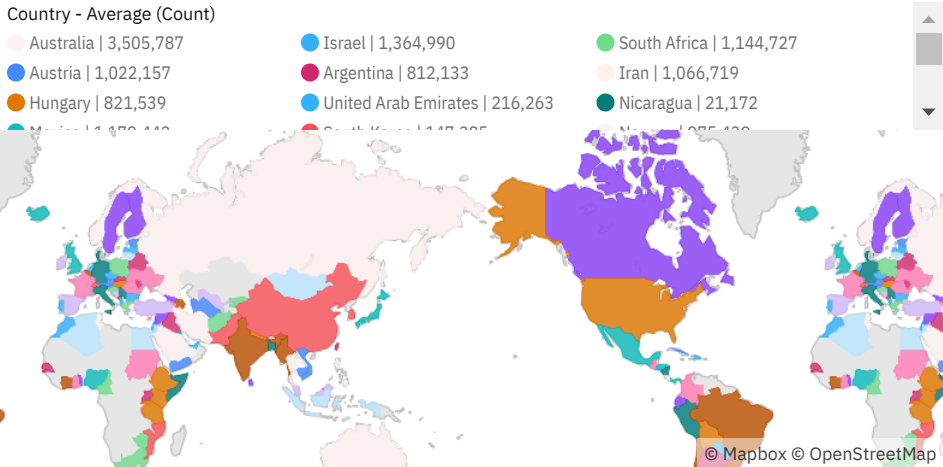 Country - Average (Count)
Australia | 3,505,787
Israel | 1,364,990
South Africa | 1,144,727
Austria | 1,022,157
Argentina | 812,133
Iran | 1,066,719
Hungary | 821,539
United Arab Emirates | 216,263
Nicaragua | 21,172
© Mapbox © OpenStreetMap